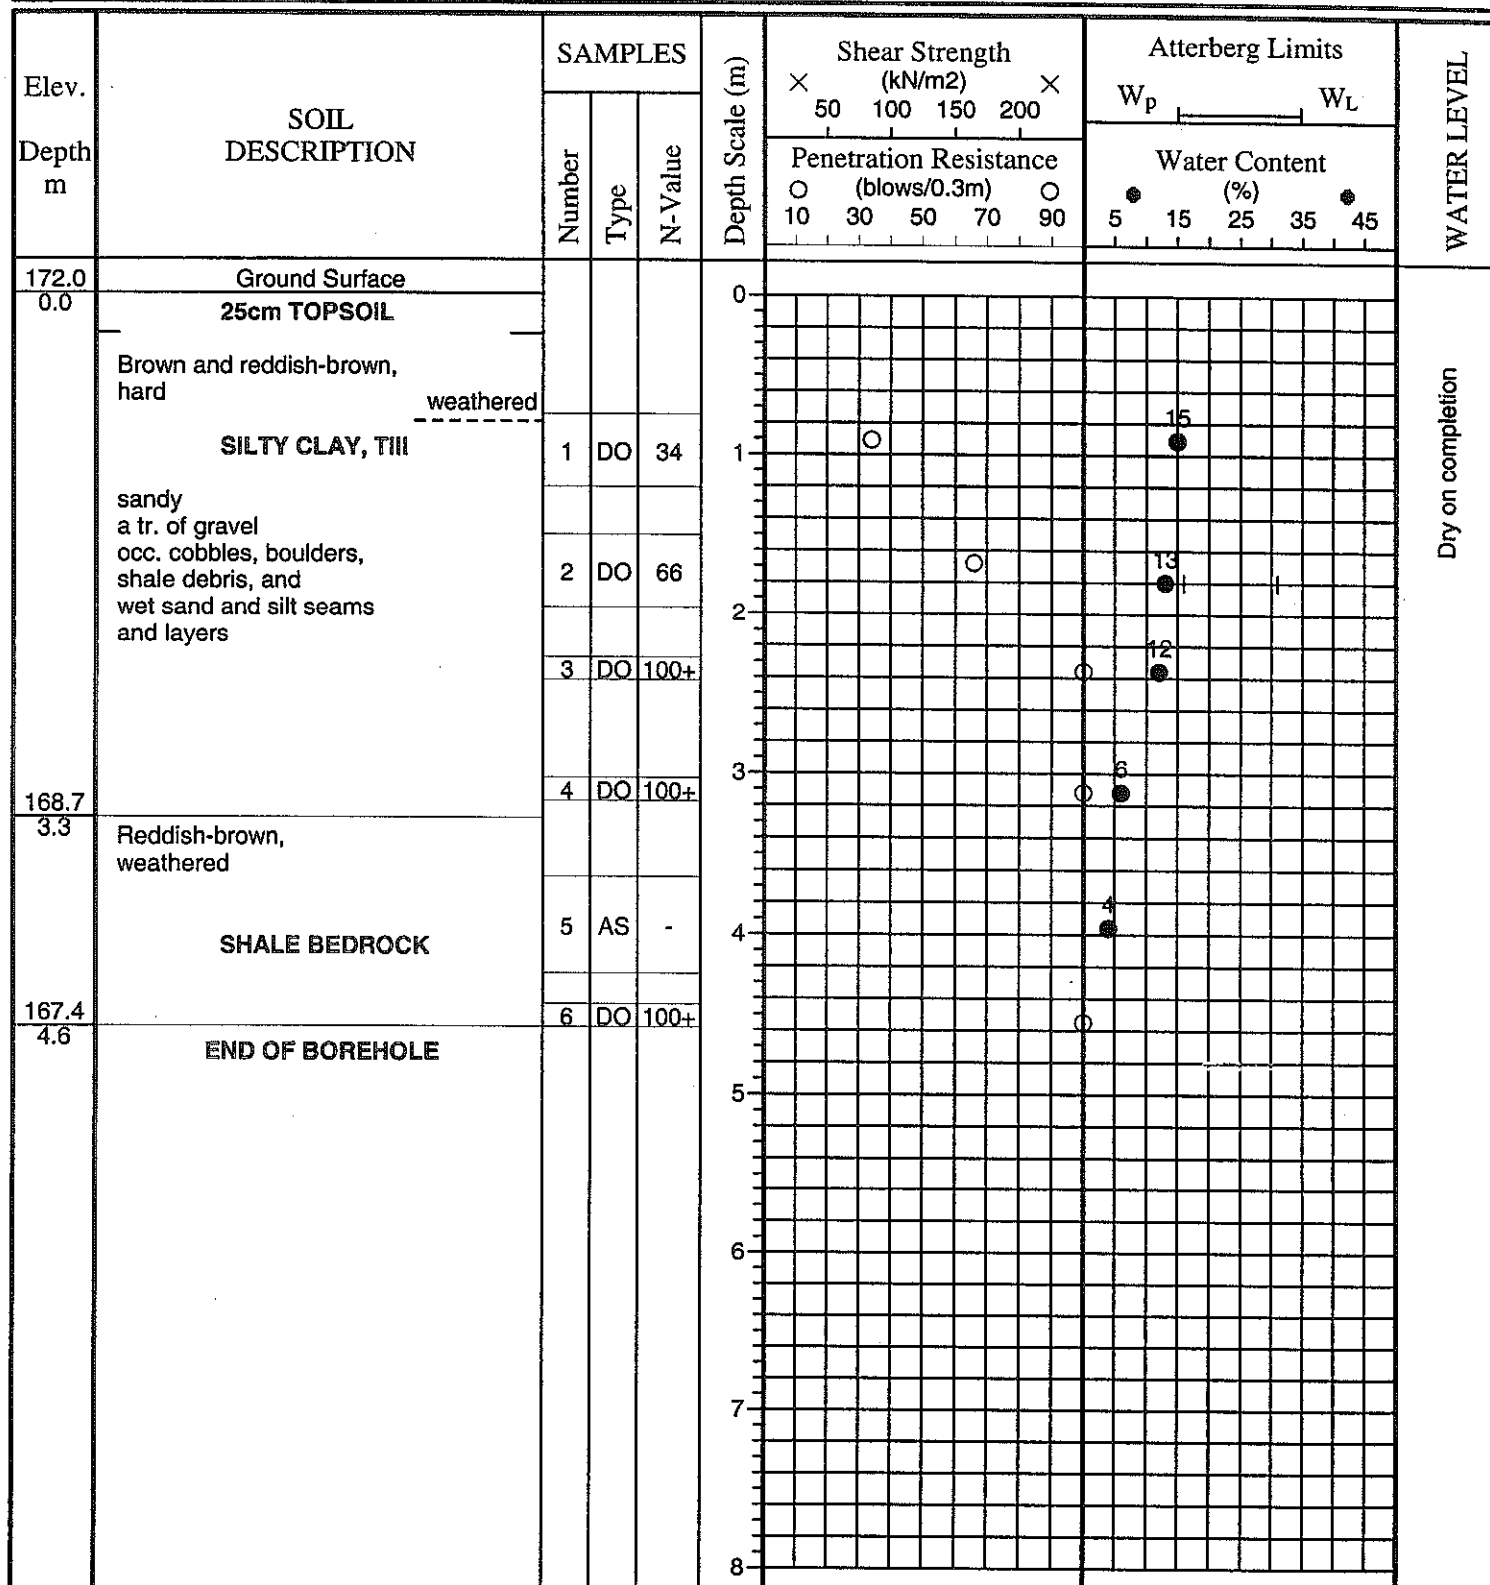 Elev.
Depth
m
SOIL
DESCRIPTION
SAMPLES
Number
Type
N-Value
Depth Scale (m)
Shear Strength
× (kN/m2) ×
50 100 150 200
Penetration Resistance
(blows/0.3m)
10 30 50 70 90
Atterberg Limits
Wp WL
Water Content
(%)
5 15 25 35 45
WATER LEVEL
172.0 Ground Surface
0.0 25cm TOPSOIL
0
Brown and reddish-brown,
hard
weathered
SILTY CLAY, Till
1 DO 34
1
15
sandy
a tr. of gravel
occ. cobbles, boulders,
shale debris, and
wet sand and silt seams
and layers
2 DO 66
13
2
3 DO 100+
12
3
4 DO 100+
6
168.7
3.3
Reddish-brown,
weathered
5 AS -
4
4
SHALE BEDROCK
167.4
4.6
6 DO 100+
END OF BOREHOLE
5
6
7
8
Dry on completion